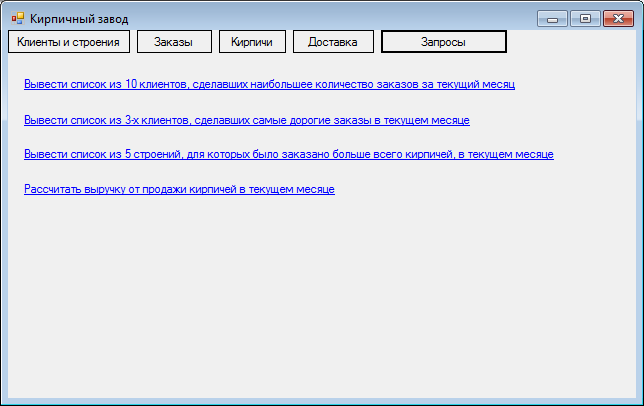 Кирпичный завод
Клиенты и строения Заказы Кирпичи Доставка Запросы
Вывести список из 10 клиентов, сделавших наибольшее количество заказов за текущий месяц
Вывести список из 3-х клиентов, сделавших самые дорогие заказы в текущем месяце
Вывести список из 5 строений, для которых было заказано больше всего кирпичей, в текущем месяце
Рассчитать выручку от продажи кирпичей в текущем месяце